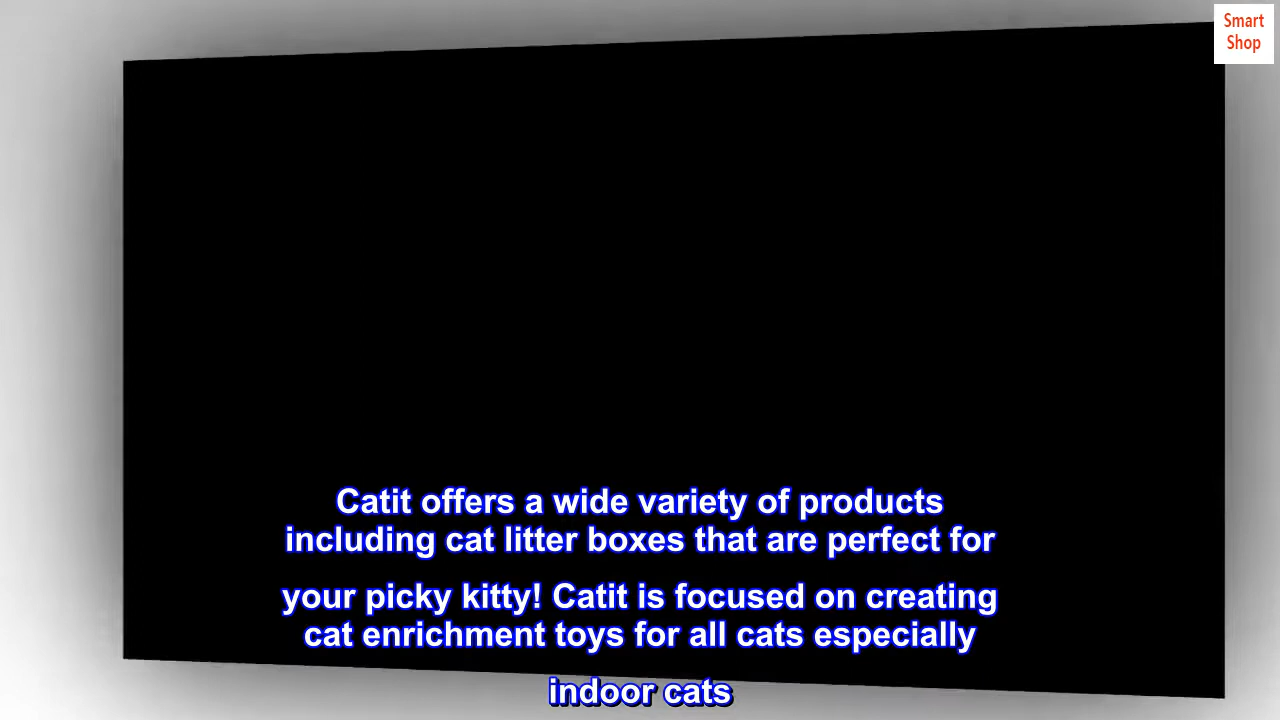 Smart
Shop
Catit offers a wide variety of products
including cat litter boxes that are perfect for
your picky kitty! Catit is focused on creating
cat enrichment toys for all cats especially
indoor cats